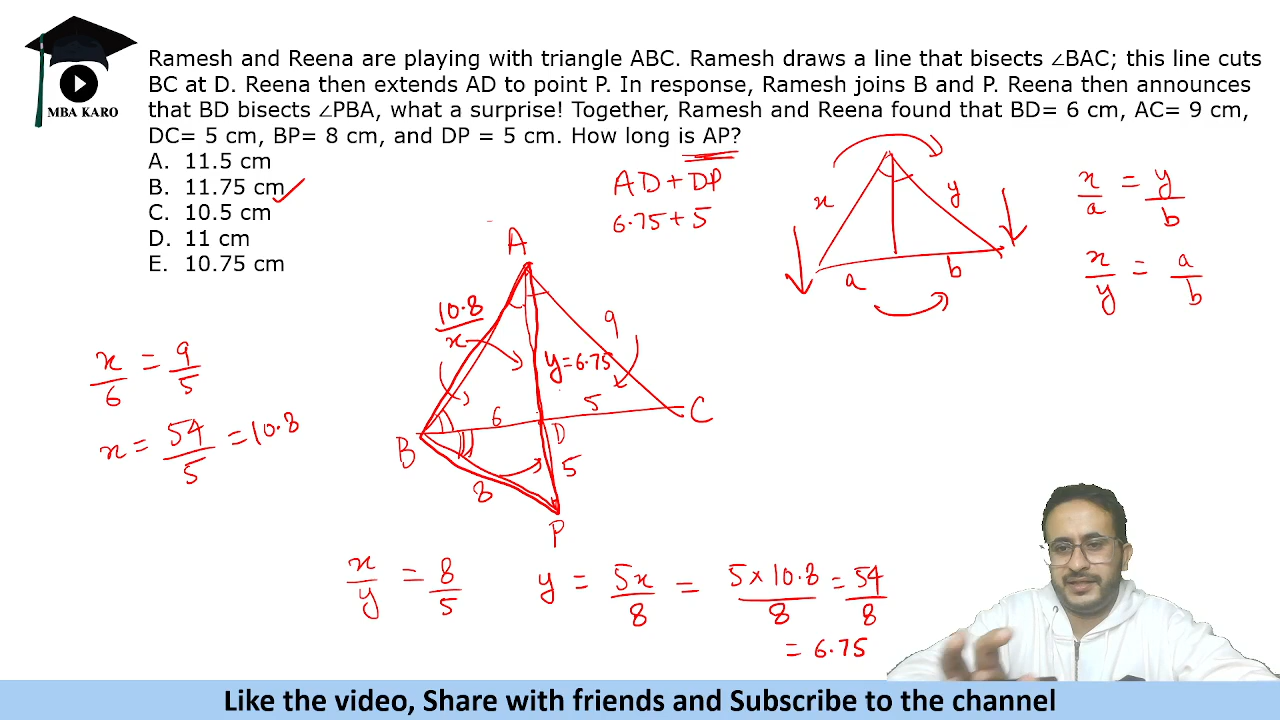 MBA KARO
Ramesh and Reena are playing with triangle ABC. Ramesh draws a line that bisects ∠BAC; this line cuts
BC at D. Reena then extends AD to point P. In response, Ramesh joins B and P. Reena then announces
that BD bisects ∠PBA, what a surprise! Together, Ramesh and Reena found that BD= 6 cm, AC= 9 cm,
DC= 5 cm, BP= 8 cm, and DP = 5 cm. How long is AP?
A. 11.5 cm
B. 11.75 cm
C. 10.5 cm
D. 11 cm
E. 10.75 cm
AD + DP
6.75 + 5
x
y
a
b
x/a = y/b
x/y = a/b
A
10.8
x
9
y = 6.75
6
5
B
D
C
8
5
P
x/6 = 9/5
x = 54/5 = 10.8
x/y = 8/5
y = 5x/8 = 5 × 10.8/8 = 54/8
= 6.75
Like the video, Share with friends and Subscribe to the channel